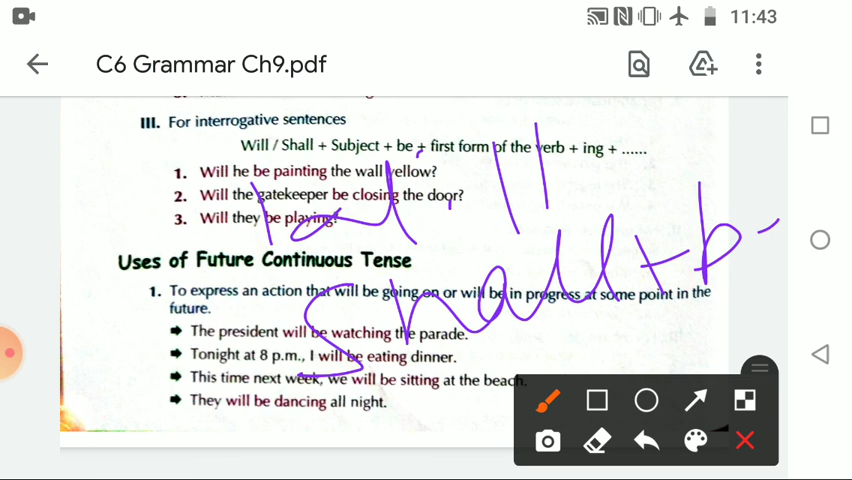 11:43
C6 Grammar Ch9.pdf
III. For interrogative sentences
Will / Shall + Subject + be + first form of the verb + ing + ......
1. Will he be painting the wall yellow?
2. Will the gatekeeper be closing the door?
3. Will they be playing?
Uses of Future Continuous Tense
1. To express an action that will be going on or will be in progress at some point in the
future.
➡ The president will be watching the parade.
➡ Tonight at 8 p.m., I will be eating dinner.
➡ This time next week, we will be sitting at the beach.
➡ They will be dancing all night.
shall + b